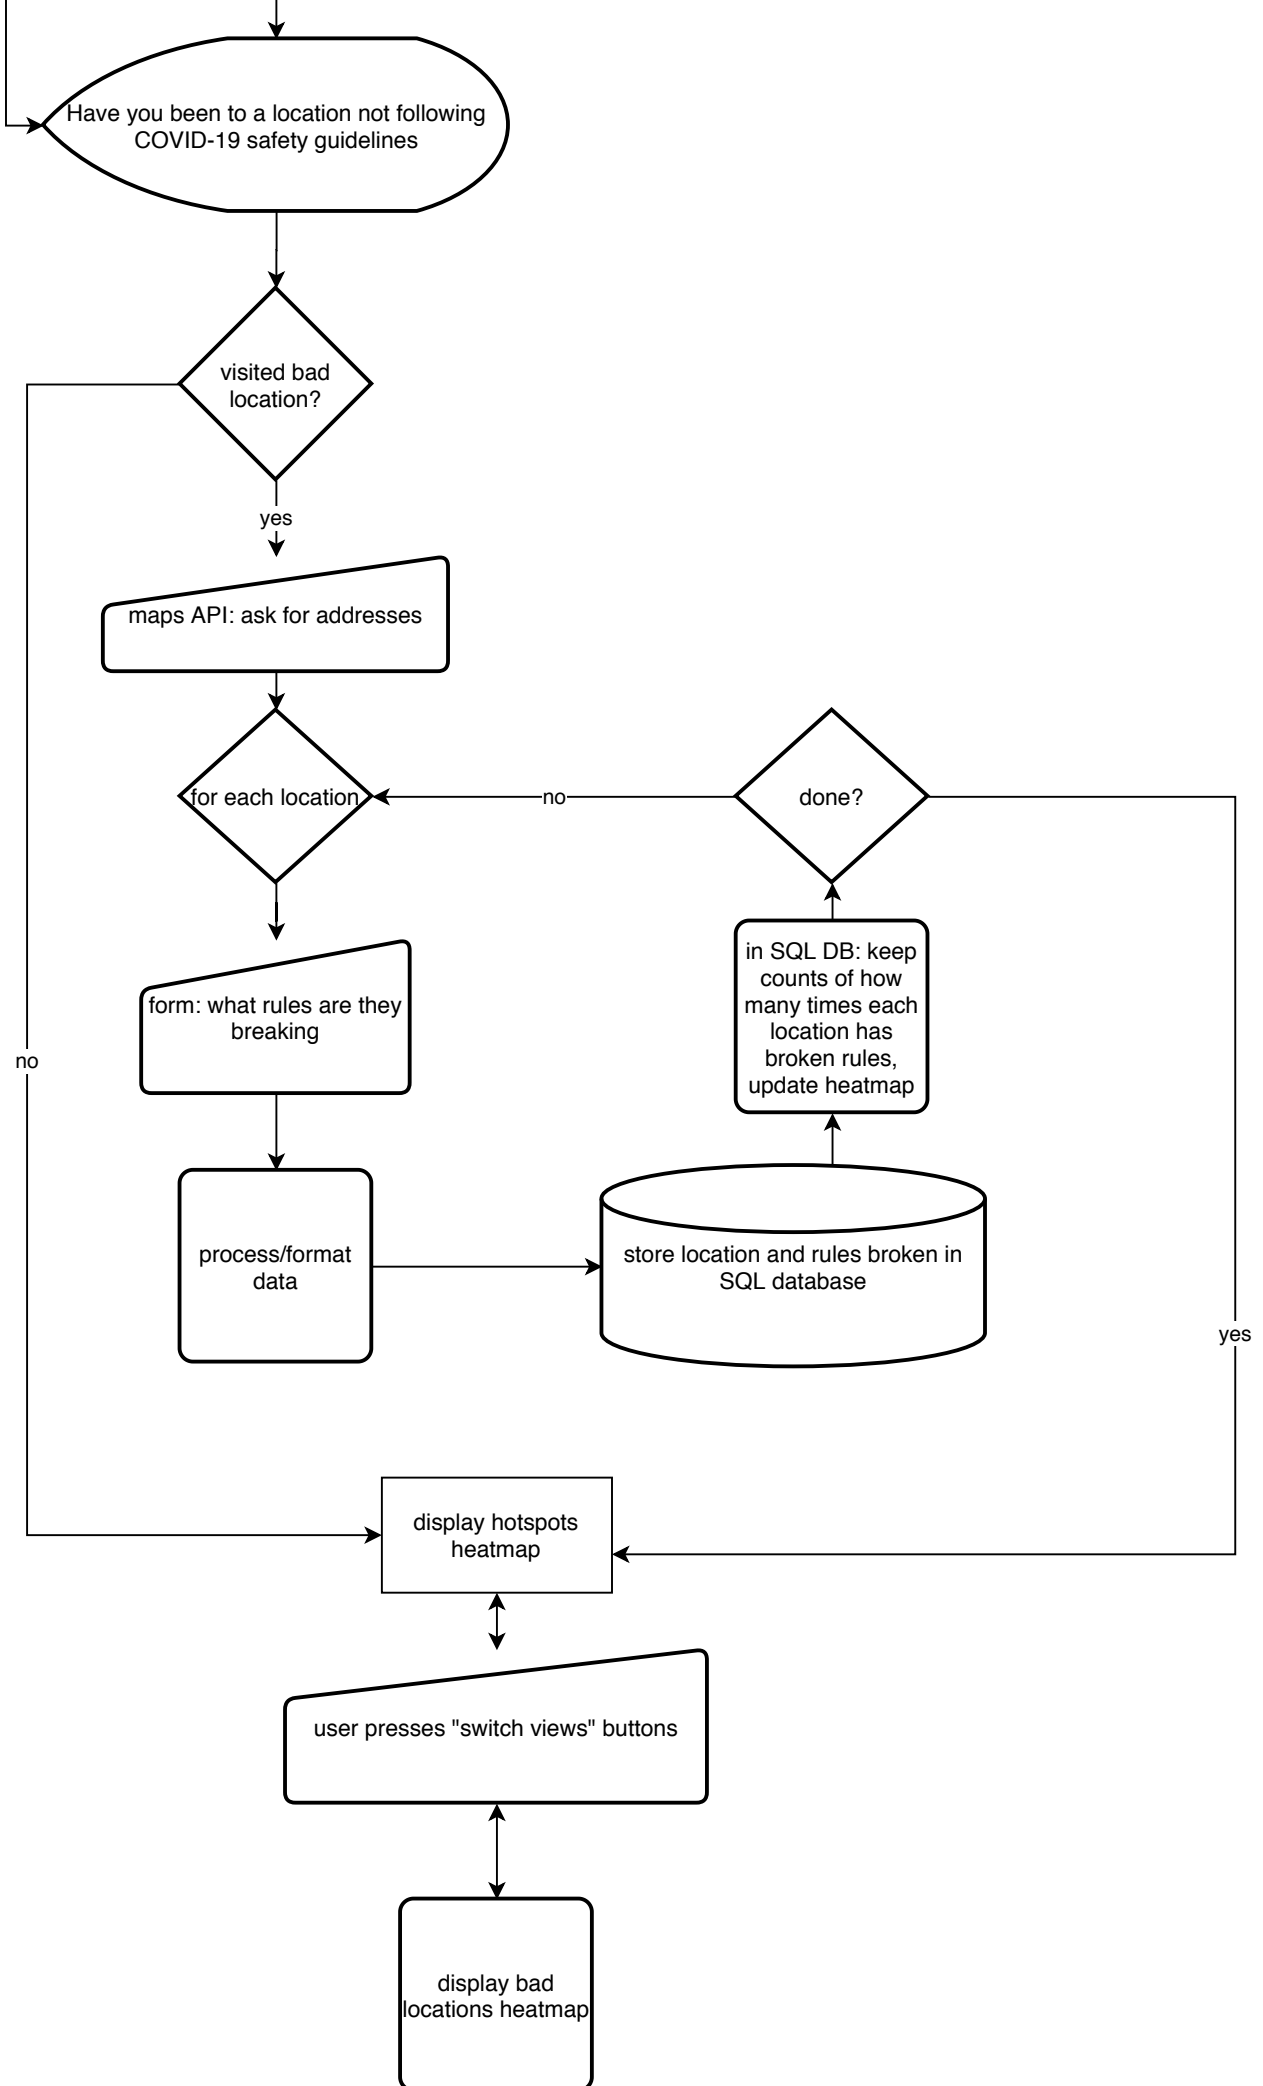 Have you been to a location not following
COVID-19 safety guidelines
visited bad
location?
yes
maps API: ask for addresses
for each location
no
done?
form: what rules are they
breaking
in SQL DB: keep
counts of how
many times each
location has
broken rules,
update heatmap
no
process/format
data
store location and rules broken in
SQL database
yes
display hotspots
heatmap
user presses "switch views" buttons
display bad
locations heatmap